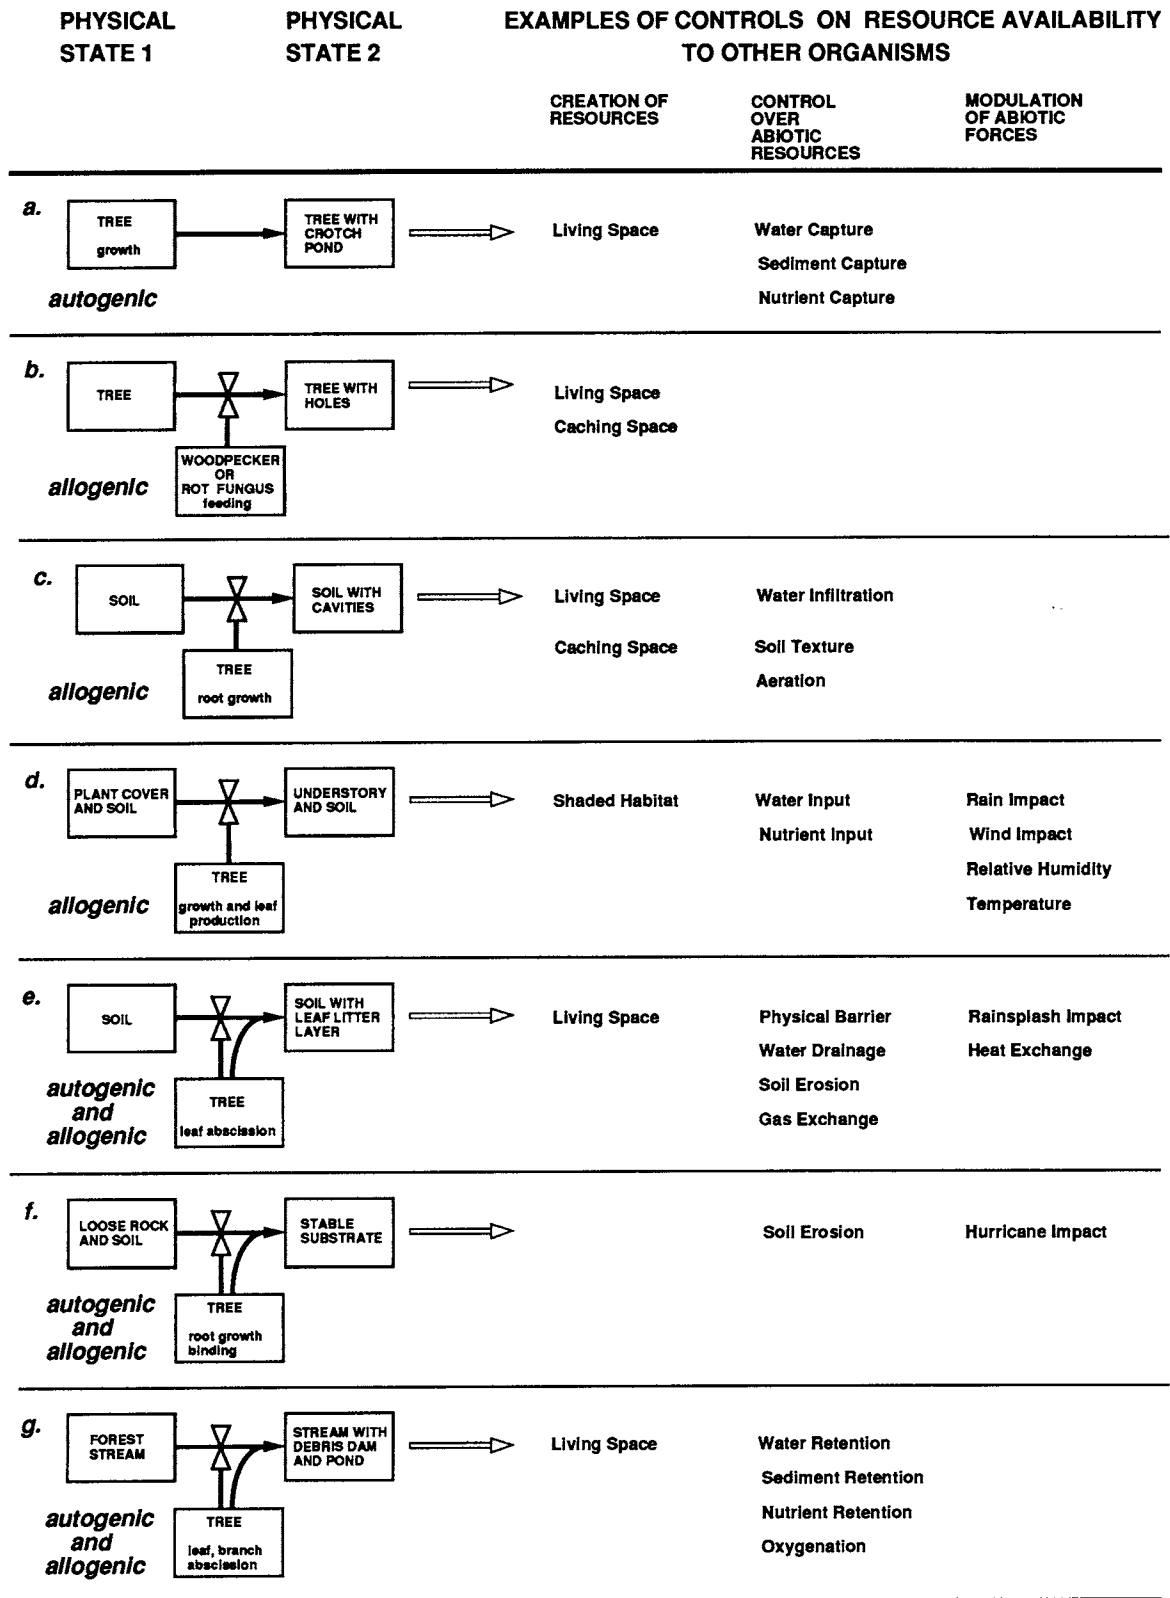 PHYSICAL STATE 1
PHYSICAL STATE 2
EXAMPLES OF CONTROLS ON RESOURCE AVAILABILITY
TO OTHER ORGANISMS
CREATION OF
RESOURCES
CONTROL
OVER
ABIOTIC
RESOURCES
MODULATION
OF ABIOTIC
FORCES
a.
TREE
growth
autogenic
TREE WITH
CROTCH
POND
Living Space
Water Capture
Sediment Capture
Nutrient Capture
b.
TREE
allogenic
WOODPECKER
OR
ROT FUNGUS
feeding
TREE WITH
HOLES
Living Space
Caching Space
c.
SOIL
allogenic
TREE
root growth
SOIL WITH
CAVITIES
Living Space
Caching Space
Water Infiltration
Soil Texture
Aeration
d.
PLANT COVER
AND SOIL
allogenic
TREE
growth and leaf
production
UNDERSTORY
AND SOIL
Shaded Habitat
Water Input
Nutrient Input
Rain Impact
Wind Impact
Relative Humidity
Temperature
e.
SOIL
autogenic
and
allogenic
TREE
leaf abscission
SOIL WITH
LEAF LITTER
LAYER
Living Space
Physical Barrier
Water Drainage
Soil Erosion
Gas Exchange
Rainsplash Impact
Heat Exchange
f.
LOOSE ROCK
AND SOIL
autogenic
and
allogenic
TREE
root growth
binding
STABLE
SUBSTRATE
Soil Erosion
Hurricane Impact
g.
FOREST
STREAM
autogenic
and
allogenic
TREE
leaf, branch
abscission
STREAM WITH
DEBRIS DAM
AND POND
Living Space
Water Retention
Sediment Retention
Nutrient Retention
Oxygenation